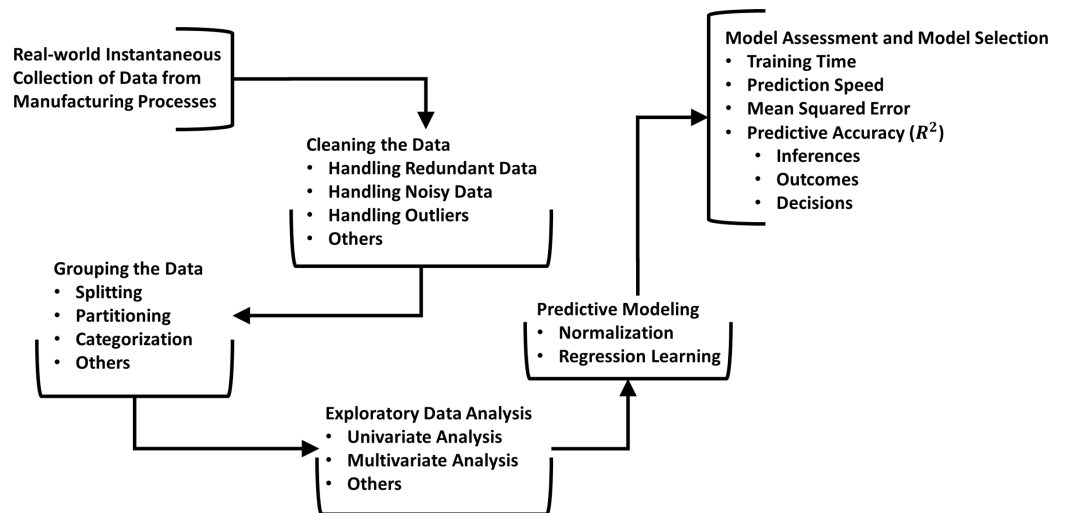 Real-world Instantaneous
Collection of Data from
Manufacturing Processes
Cleaning the Data
• Handling Redundant Data
• Handling Noisy Data
• Handling Outliers
• Others
Grouping the Data
• Splitting
• Partitioning
• Categorization
• Others
Exploratory Data Analysis
• Univariate Analysis
• Multivariate Analysis
• Others
Predictive Modeling
• Normalization
• Regression Learning
Model Assessment and Model Selection
• Training Time
• Prediction Speed
• Mean Squared Error
• Predictive Accuracy (R²)
• Inferences
• Outcomes
• Decisions